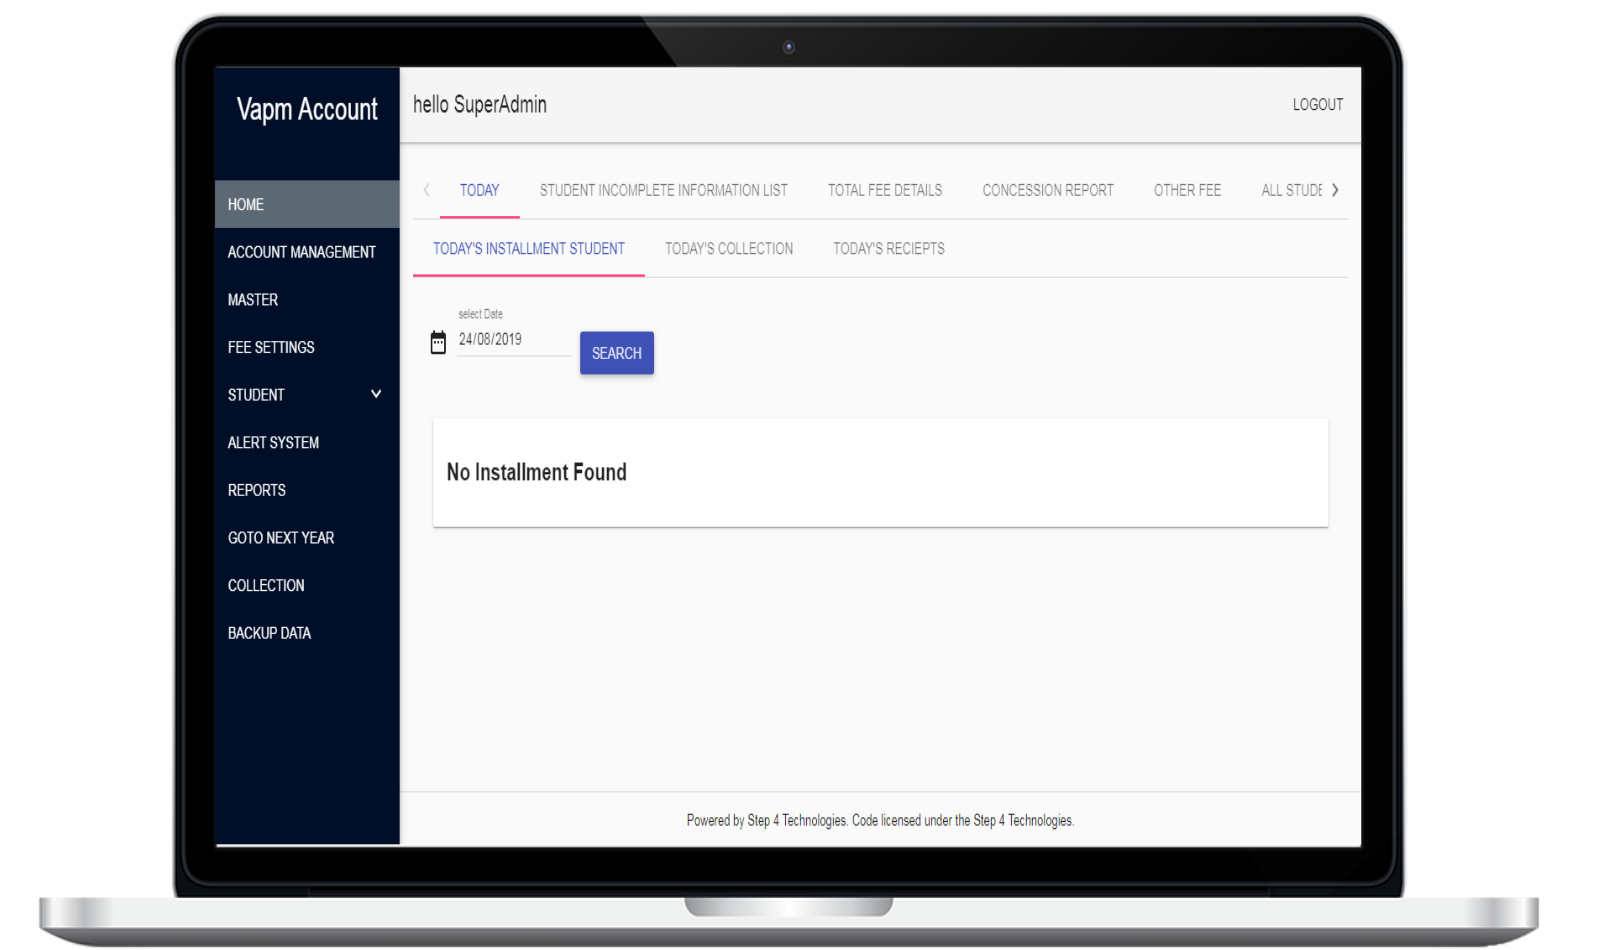 Vapm Account
hello SuperAdmin
LOGOUT
HOME
ACCOUNT MANAGEMENT
MASTER
FEE SETTINGS
STUDENT
ALERT SYSTEM
REPORTS
GOTO NEXT YEAR
COLLECTION
BACKUP DATA
TODAY STUDENT INCOMPLETE INFORMATION LIST TOTAL FEE DETAILS CONCESSION REPORT OTHER FEE ALL STUDE
TODAY'S INSTALLMENT STUDENT TODAY'S COLLECTION TODAY'S RECIEPTS
select Date
24/08/2019
SEARCH
No Installment Found
Powered by Step 4 Technologies. Code licensed under the Step 4 Technologies.